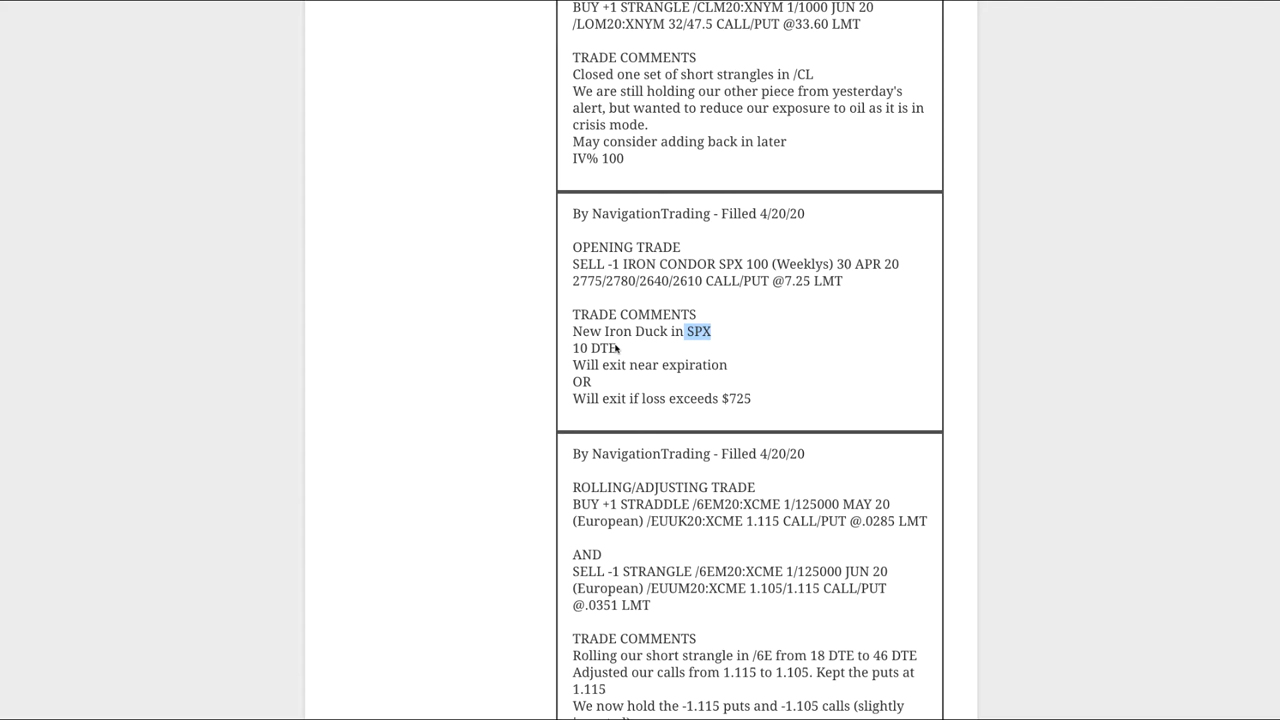 BUY +1 STRANGLE /CLM20:XNYM 1/1000 JUN 20
/LOM20:XNYM 32/47.5 CALL/PUT @33.60 LMT
TRADE COMMENTS
Closed one set of short strangles in /CL
We are still holding our other piece from yesterday's
alert, but wanted to reduce our exposure to oil as it is in
crisis mode.
May consider adding back in later
IV% 100
By NavigationTrading - Filled 4/20/20
OPENING TRADE
SELL -1 IRON CONDOR SPX 100 (Weeklys) 30 APR 20
2775/2780/2640/2610 CALL/PUT @7.25 LMT
TRADE COMMENTS
New Iron Duck in SPX
10 DTE
Will exit near expiration
OR
Will exit if loss exceeds $725
By NavigationTrading - Filled 4/20/20
ROLLING/ADJUSTING TRADE
BUY +1 STRADDLE /6EM20:XCME 1/125000 MAY 20
(European) /EUUK20:XCME 1.115 CALL/PUT @.0285 LMT
AND
SELL -1 STRANGLE /6EM20:XCME 1/125000 JUN 20
(European) /EUUM20:XCME 1.105/1.115 CALL/PUT
@.0351 LMT
TRADE COMMENTS
Rolling our short strangle in /6E from 18 DTE to 46 DTE
Adjusted our calls from 1.115 to 1.105. Kept the puts at
1.115
We now hold the -1.115 puts and -1.105 calls (slightly